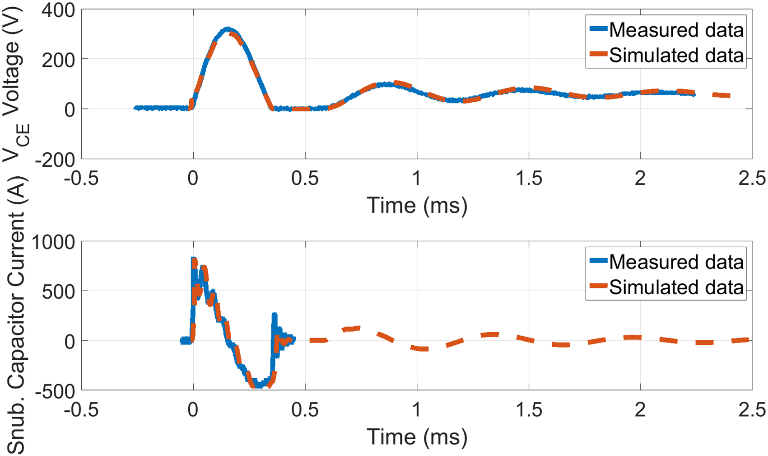 400
200
0
-200
V_CE Voltage (V)
Measured data
Simulated data
-0.5 0 0.5 1 1.5 2 2.5
Time (ms)
1000
500
0
-500
Snub. Capacitor Current (A)
Measured data
Simulated data
-0.5 0 0.5 1 1.5 2 2.5
Time (ms)